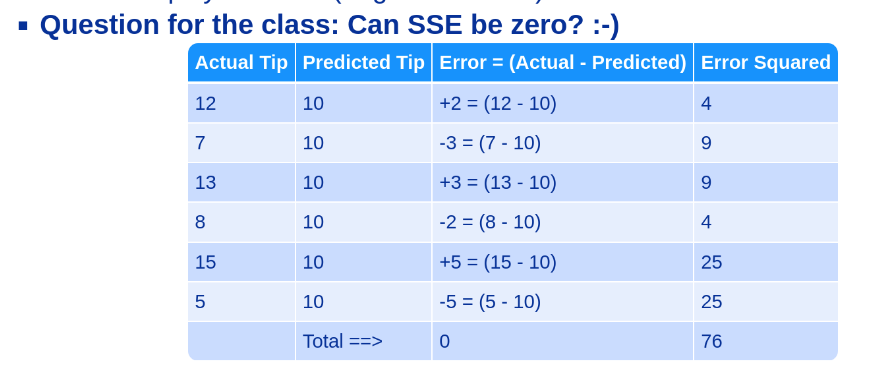 ▪ Question for the class: Can SSE be zero? :-)
Actual Tip Predicted Tip Error = (Actual - Predicted) Error Squared
12 10 +2 = (12 - 10) 4
7 10 -3 = (7 - 10) 9
13 10 +3 = (13 - 10) 9
8 10 -2 = (8 - 10) 4
15 10 +5 = (15 - 10) 25
5 10 -5 = (5 - 10) 25
Total ==> 0 76